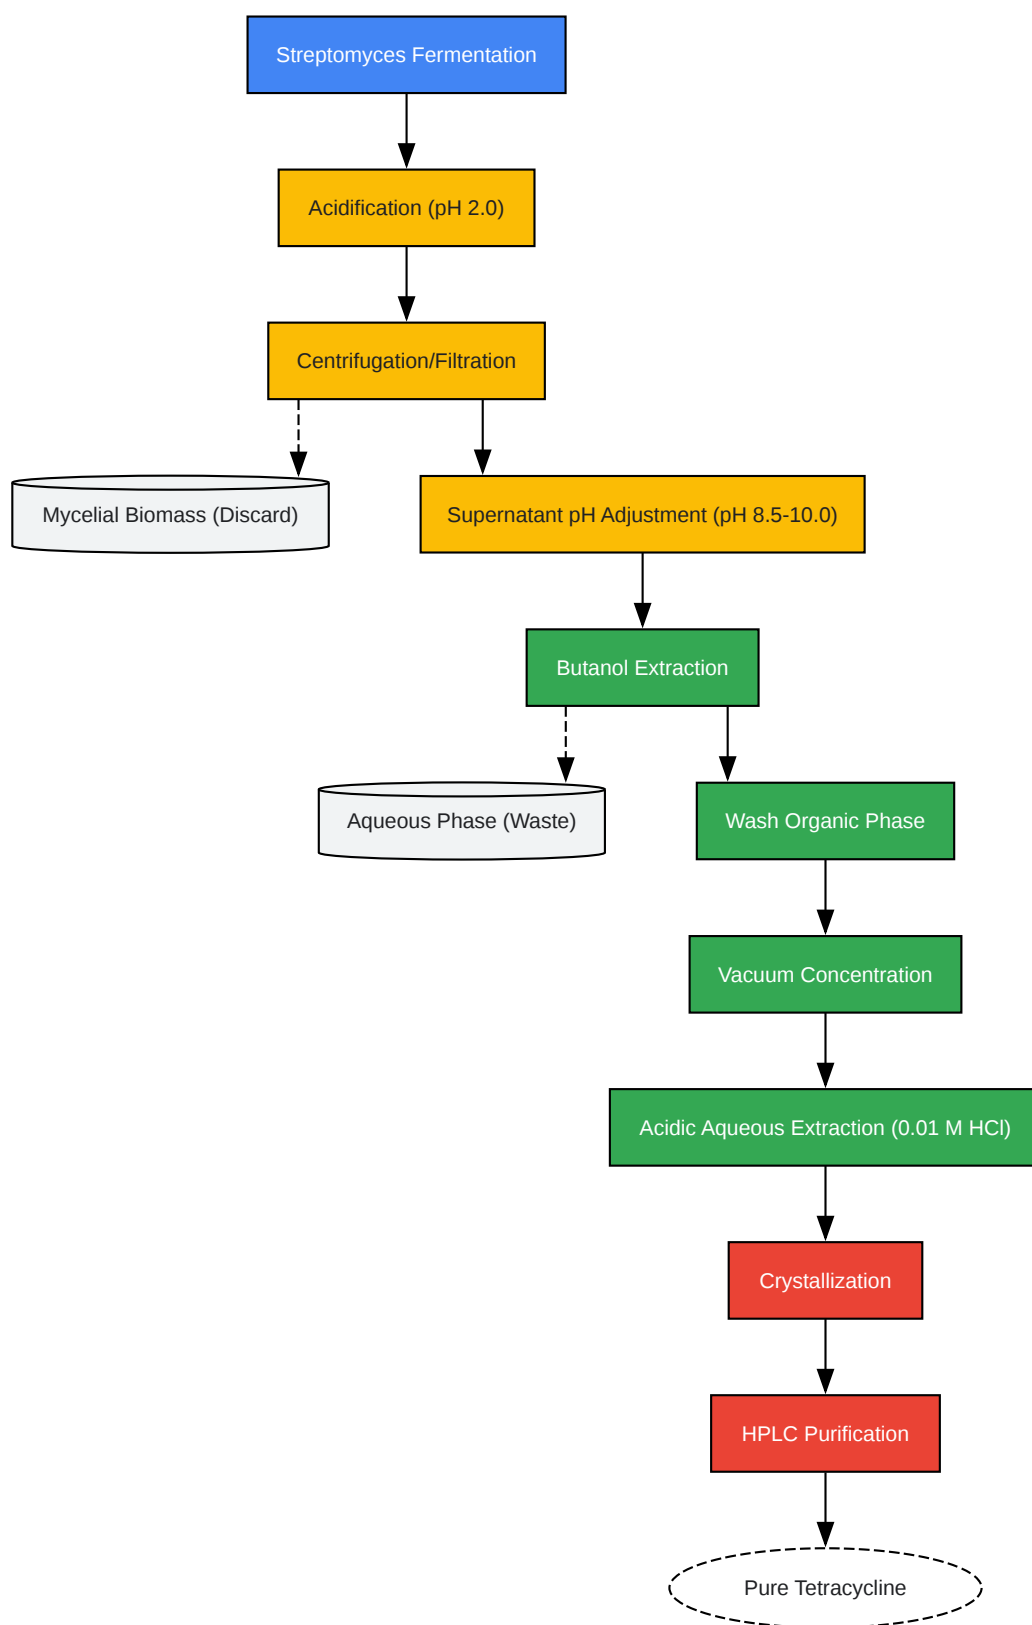 Streptomyces Fermentation
Acidification (pH 2.0)
Centrifugation/Filtration
Mycelial Biomass (Discard)
Supernatant pH Adjustment (pH 8.5-10.0)
Butanol Extraction
Aqueous Phase (Waste)
Wash Organic Phase
Vacuum Concentration
Acidic Aqueous Extraction (0.01 M HCl)
Crystallization
HPLC Purification
Pure Tetracycline